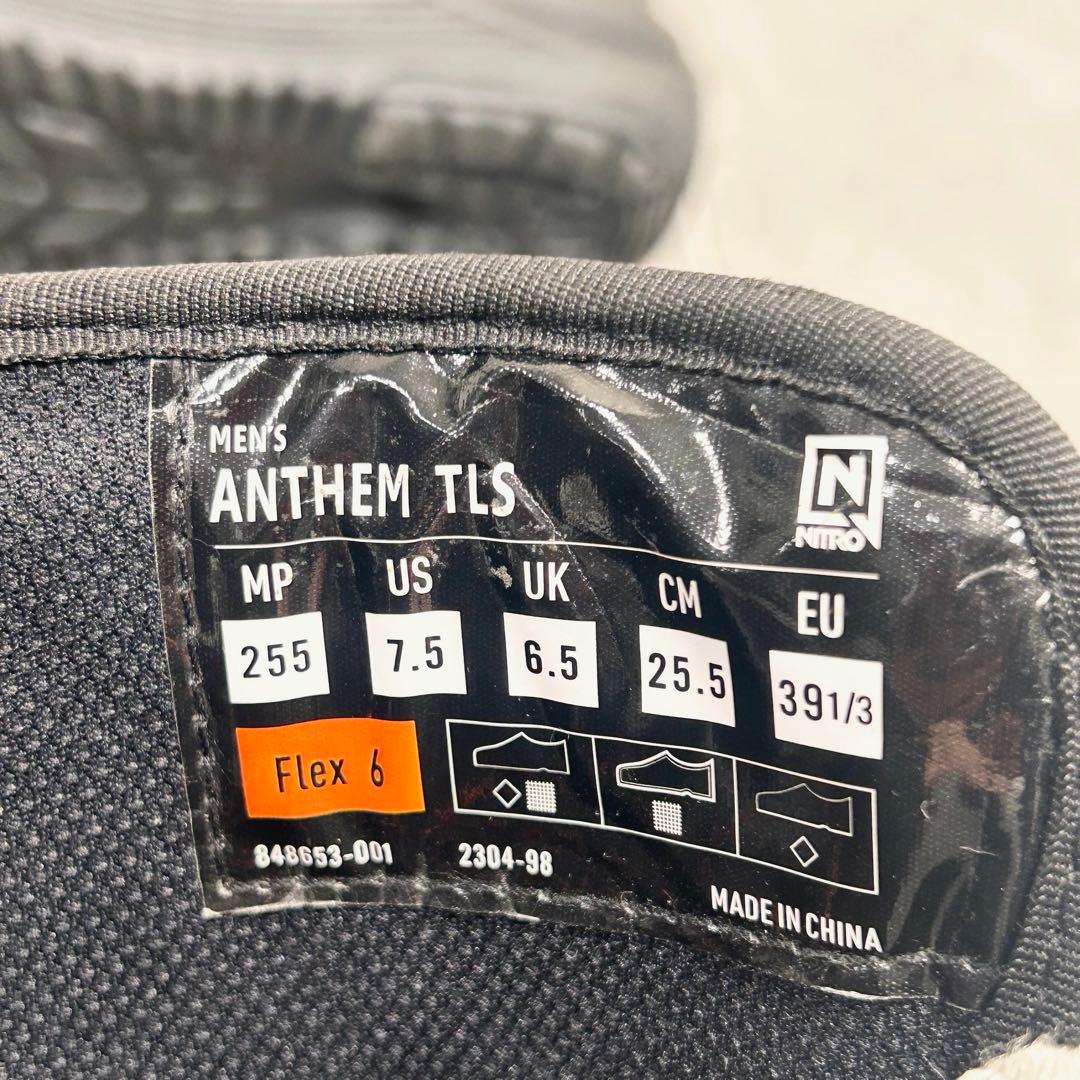 MEN'S
ANTHEM TLS
N
NITRO
MP US UK CM EU
255 7.5 6.5 25.5 39 1/3
Flex 6
848653-001 2304-98
MADE IN CHINA